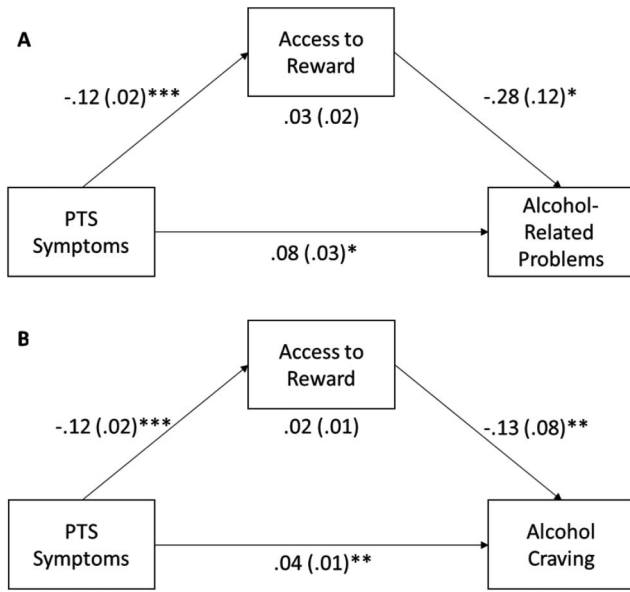 A
Access to
Reward
-.12 (.02)***
-.28 (.12)*
.03 (.02)
PTS
Symptoms
Alcohol-
Related
Problems
.08 (.03)*
B
Access to
Reward
-.12 (.02)***
-.13 (.08)**
.02 (.01)
PTS
Symptoms
Alcohol
Craving
.04 (.01)**